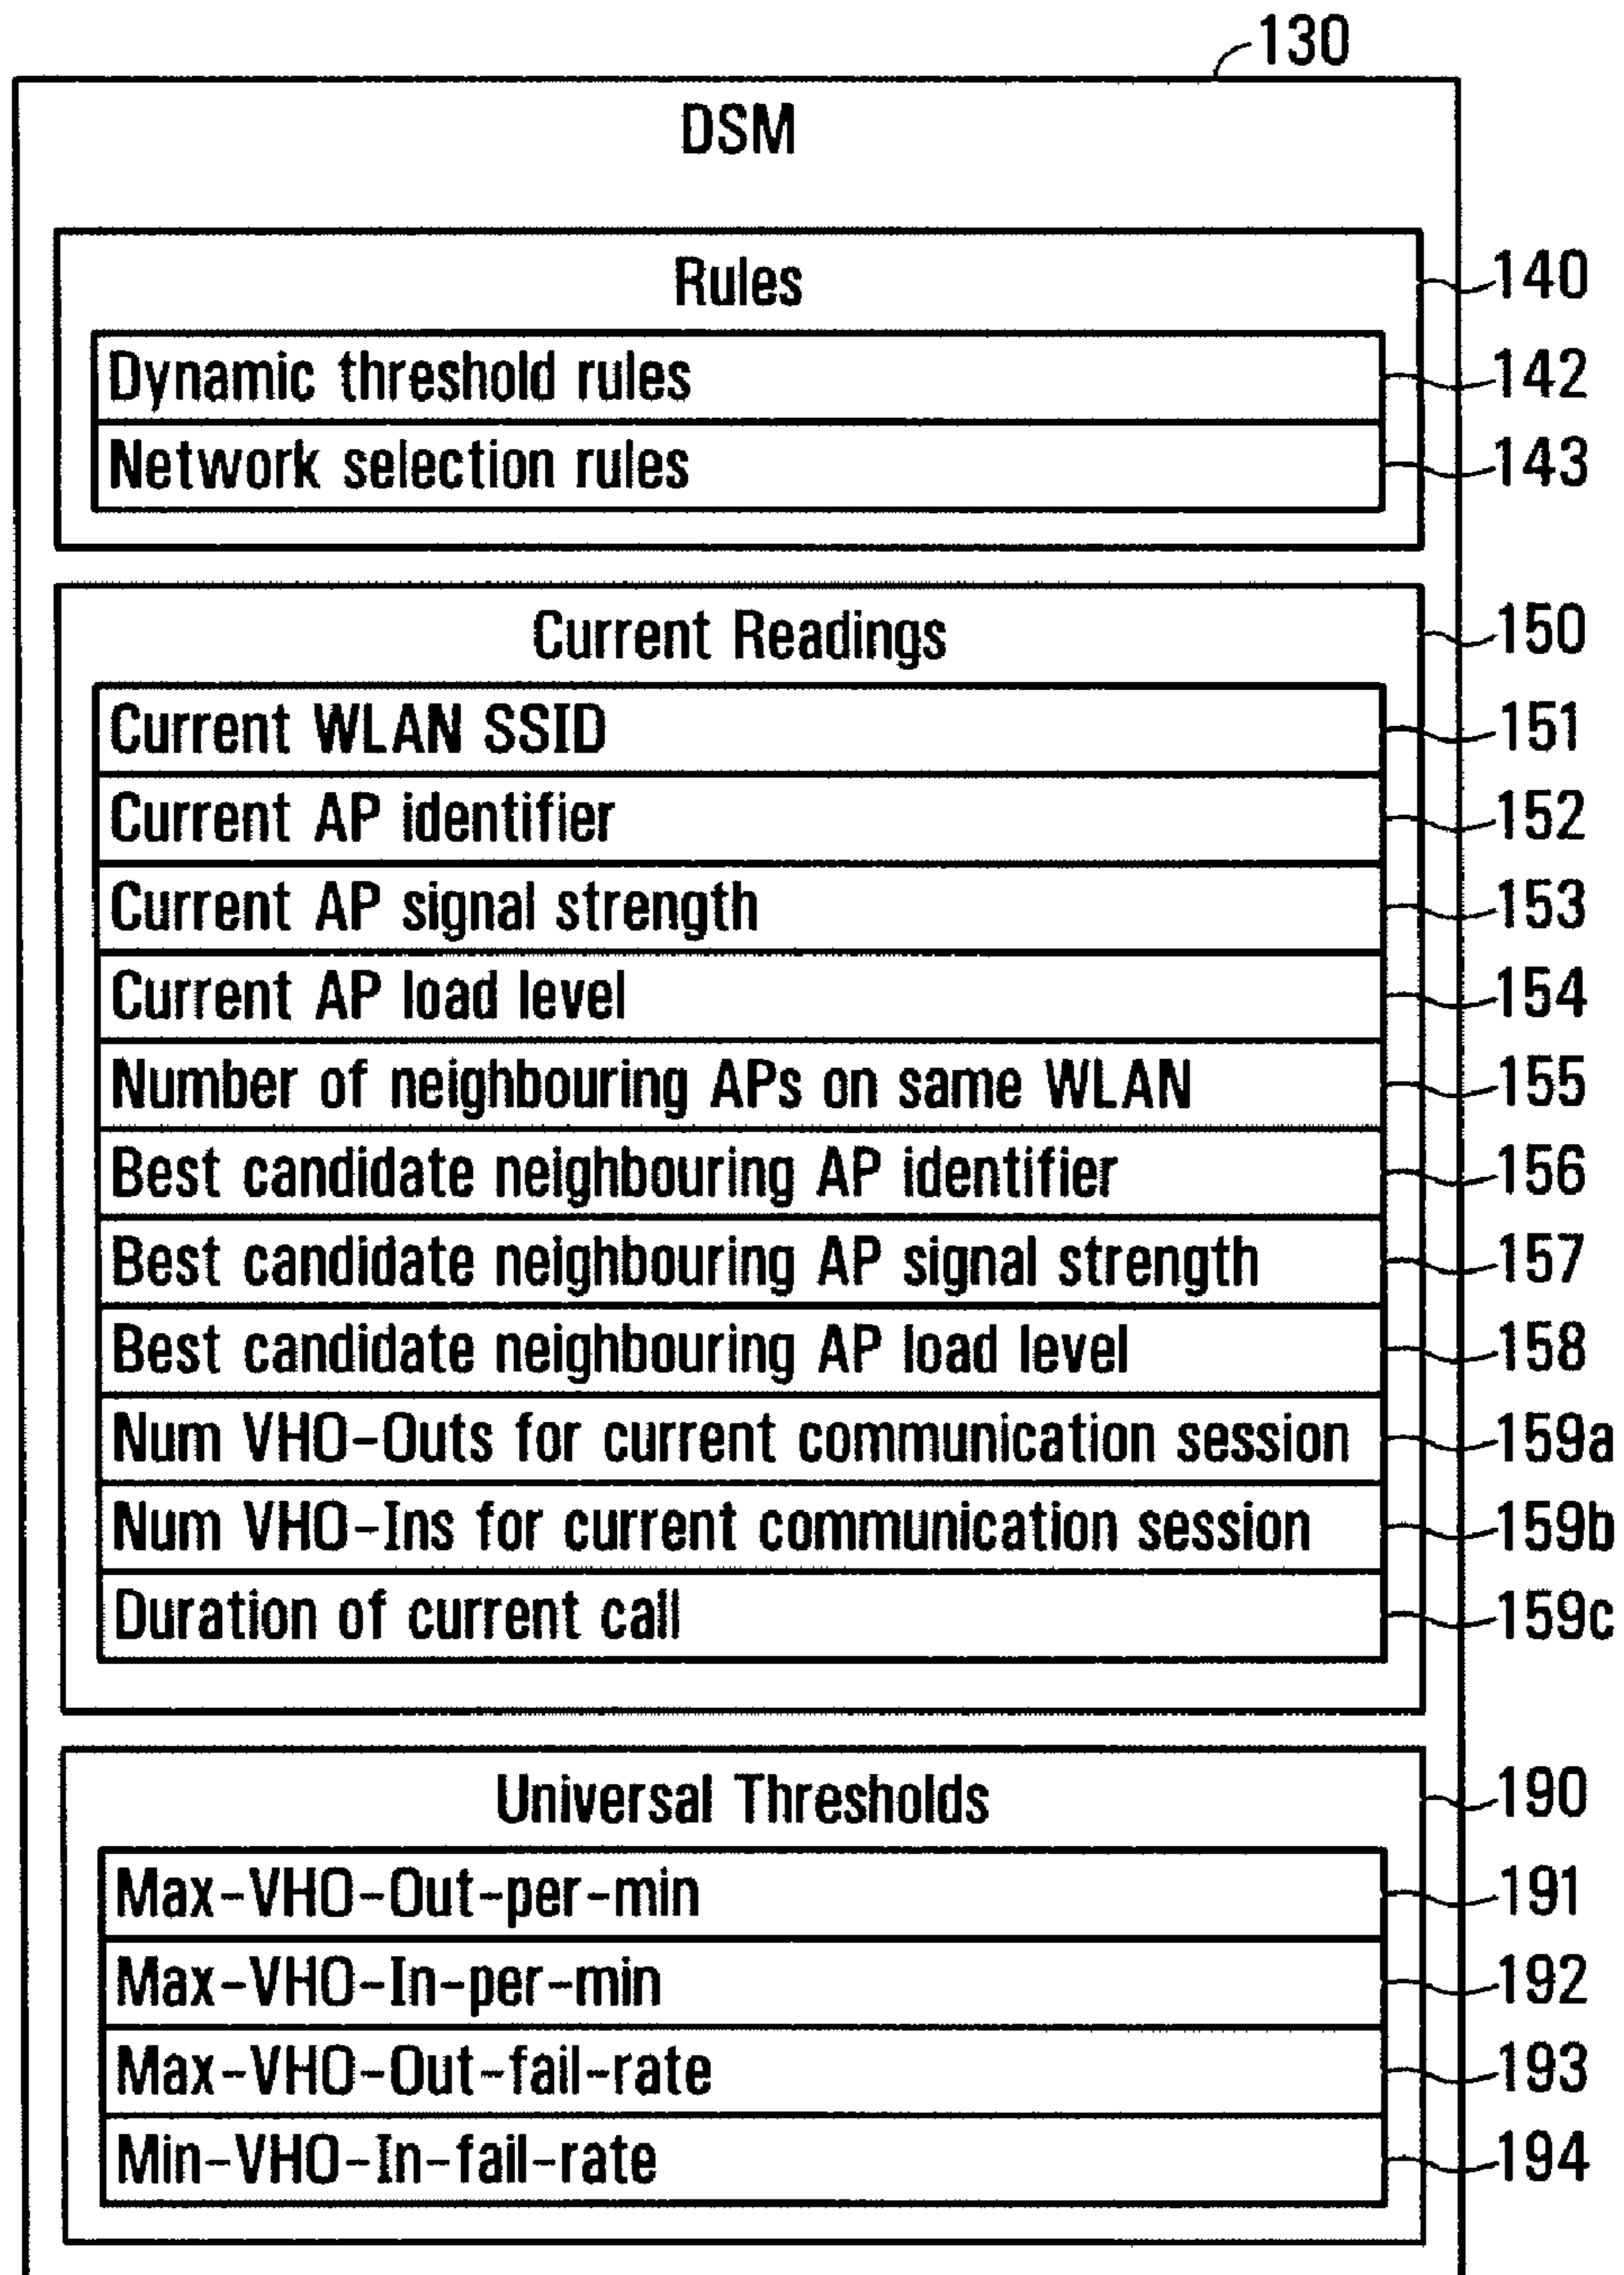 130
DSM
Rules
140
Dynamic threshold rules
142
Network selection rules
143
Current Readings
150
Current WLAN SSID
151
Current AP identifier
152
Current AP signal strength
153
Current AP load level
154
Number of neighbouring APs on same WLAN
155
Best candidate neighbouring AP identifier
156
Best candidate neighbouring AP signal strength
157
Best candidate neighbouring AP load level
158
Num VHO-Outs for current communication session
159a
Num VHO-Ins for current communication session
159b
Duration of current call
159c
Universal Thresholds
190
Max-VHO-Out-per-min
191
Max-VHO-In-per-min
192
Max-VHO-Out-fail-rate
193
Min-VHO-In-fail-rate
194